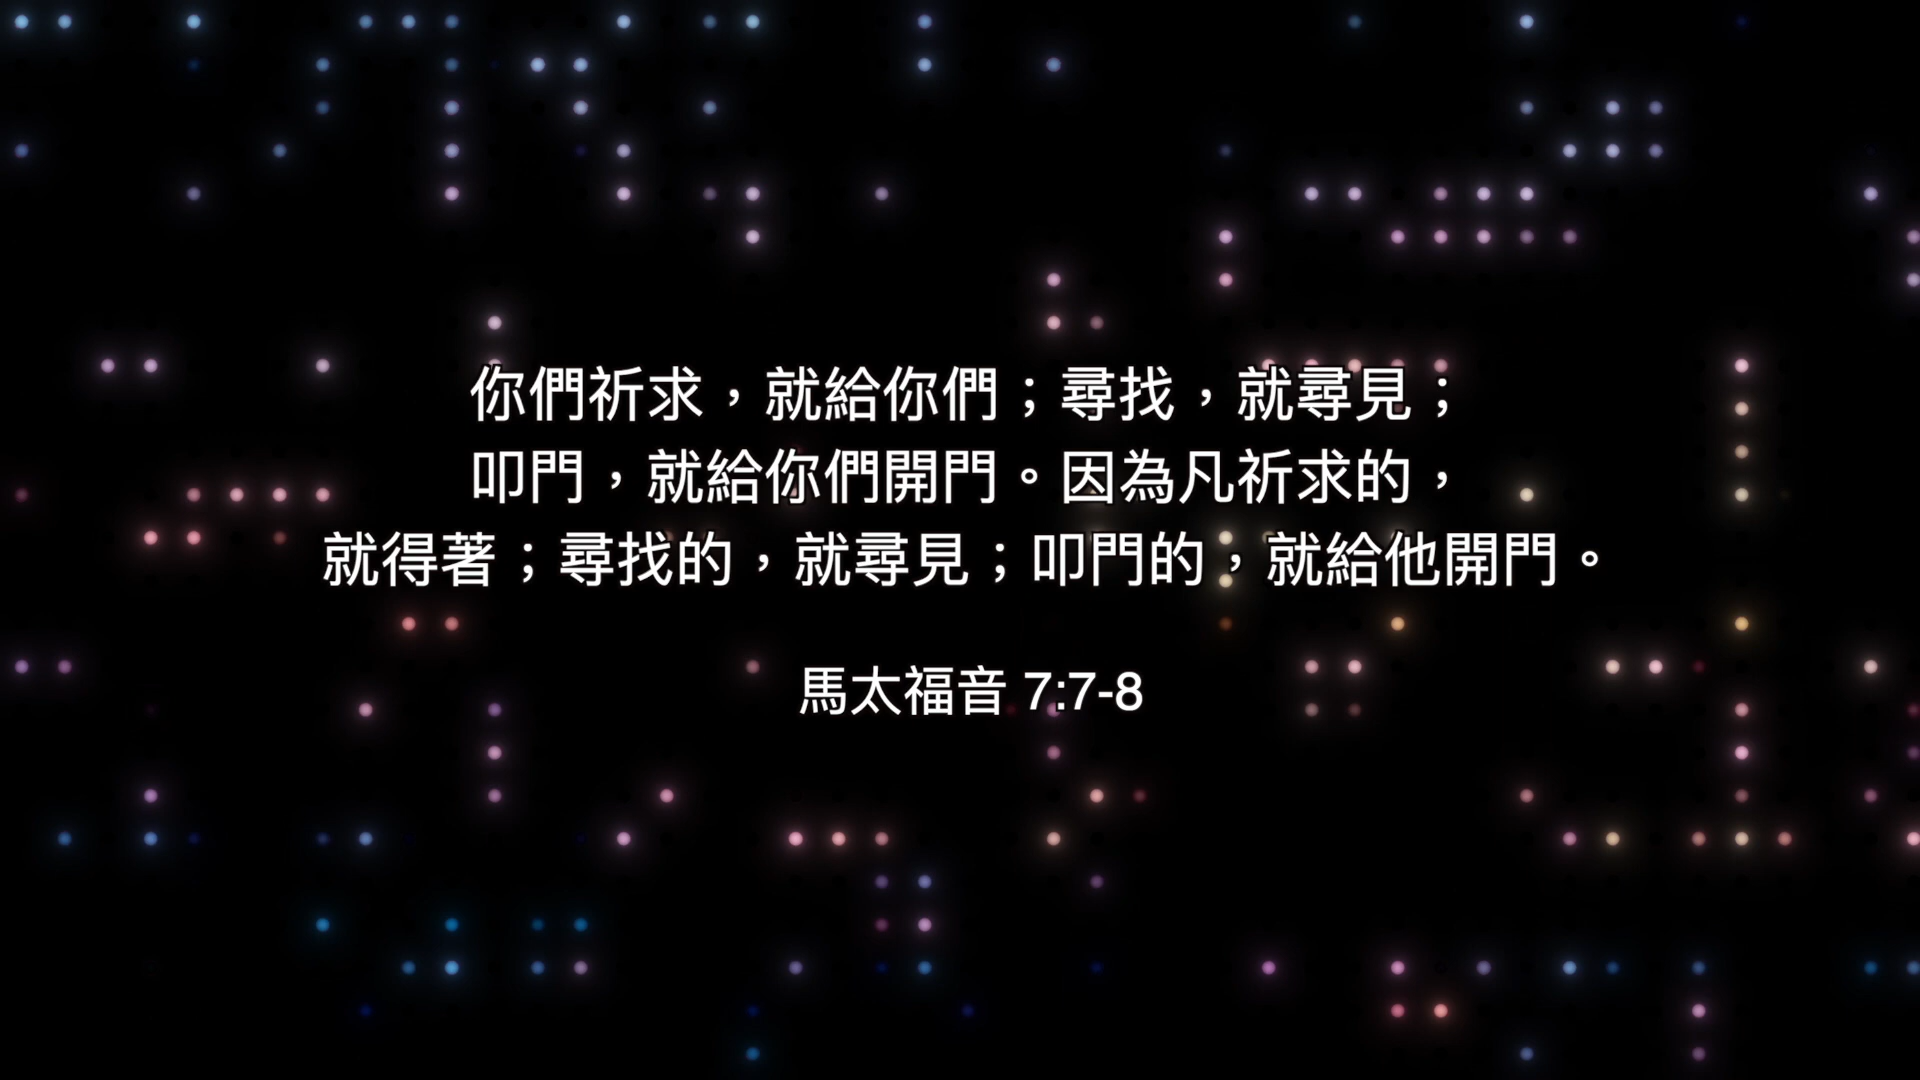 你們祈求，就給你們；尋找，就尋見；
叩門，就給你們開門。因為凡祈求的，
就得著；尋找的，就尋見；叩門的，就給他開門。
馬太福音 7:7-8